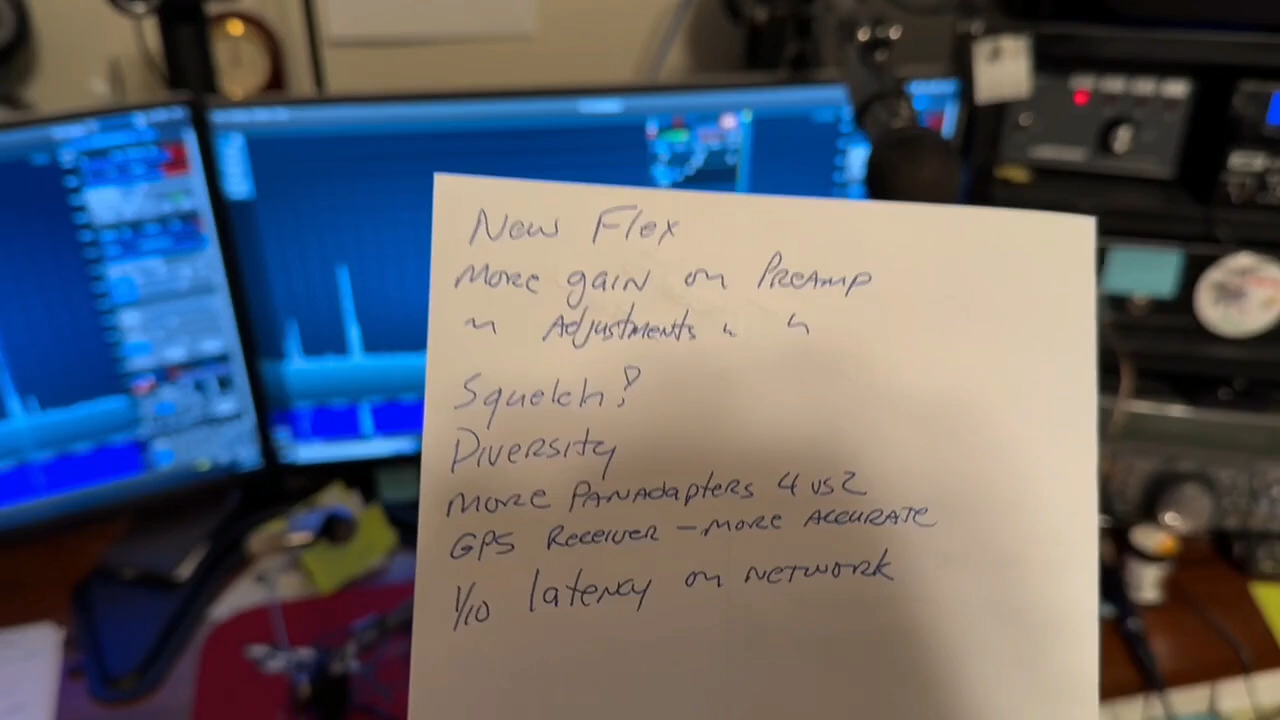 New Flex
More gain on Preamp
" Adjustments " "
Squelch?
Diversity
More Panadapters 4 vs 2
GPS Receiver - more accurate
1/10 latency on network